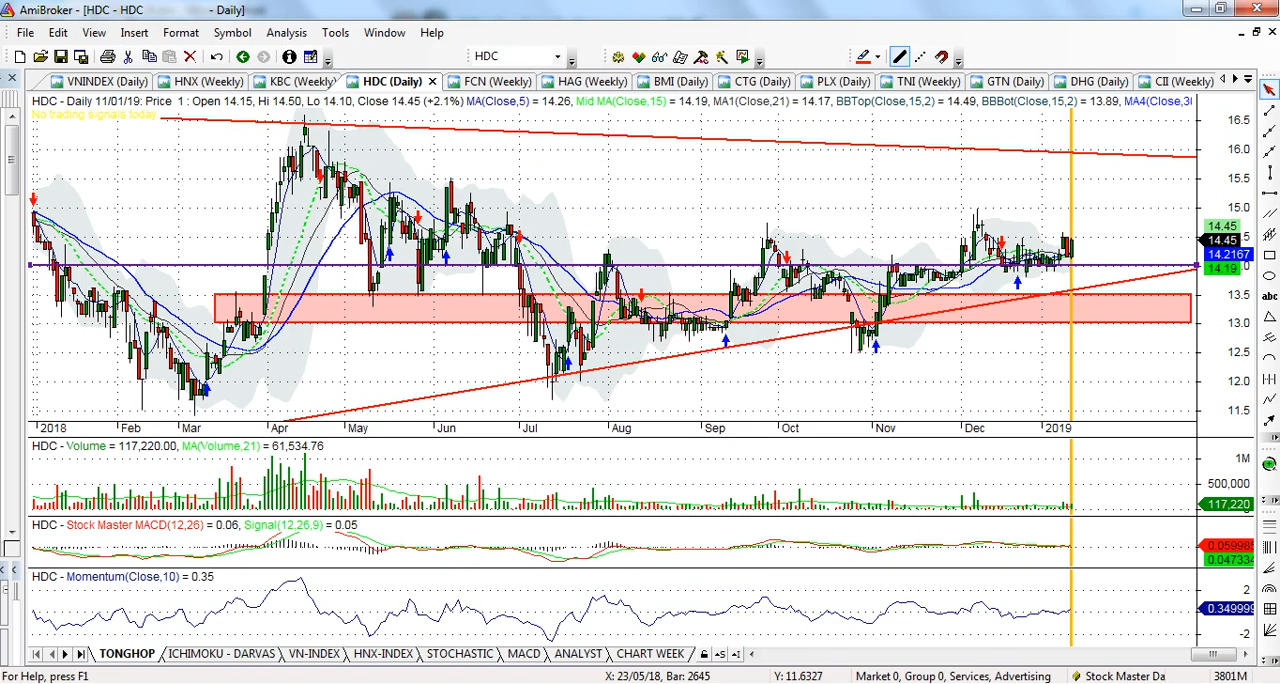 AmiBroker - [HDC - HDC - Daily]
File Edit View Insert Format Symbol Analysis Tools Window Help
HDC
VNINDEX (Daily) HNX (Weekly) KBC (Weekly) HDC (Daily) FCN (Weekly) HAG (Weekly) BMI (Daily) CTG (Daily) PLX (Daily) TNI (Weekly) GTN (Daily) DHG (Daily) CII (Weekly)
HDC - Daily 11/01/19: Price 1 : Open 14.15, Hi 14.50, Lo 14.10, Close 14.45 (+2.1%) MA(Close,5) = 14.26, Mid MA(Close,15) = 14.19, MA1(Close,21) = 14.17, BBTop(Close,15,2) = 14.49, BBBot(Close,15,2) = 13.89, MA4(Close,3(
No trading signals today
16.5
16.0
15.5
15.0
14.45
14.45
14.2167
14.19
13.5
13.0
12.5
12.0
11.5
2018 Feb Mar Apr May Jun Jul Aug Sep Oct Nov Dec 2019
HDC - Volume = 117,220.00, MA(Volume,21) = 61,534.76
1M
500,000
117,220
HDC - Stock Master MACD(12,26) = 0.06, Signal(12,26,9) = 0.05
0.059985
0.047334
HDC - Momentum(Close,10) = 0.35
2
0.349999
-2
TONGHOP ICHIMOKU - DARVAS VN-INDEX HNX-INDEX STOCHASTIC MACD ANALYST CHART WEEK
abc
For Help, press F1 X: 23/05/18, Bar: 2645 Y: 11.6327 Market 0, Group 0, Services, Advertising Stock Master Da 3801M